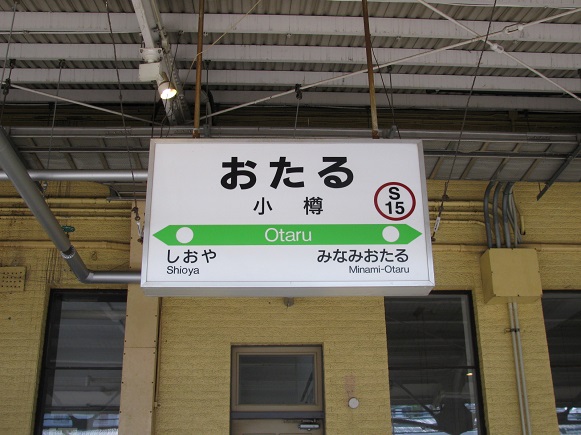 おたる
小樽
S
15
Otaru
しおや
Shioya
みなみおたる
Minami-Otaru